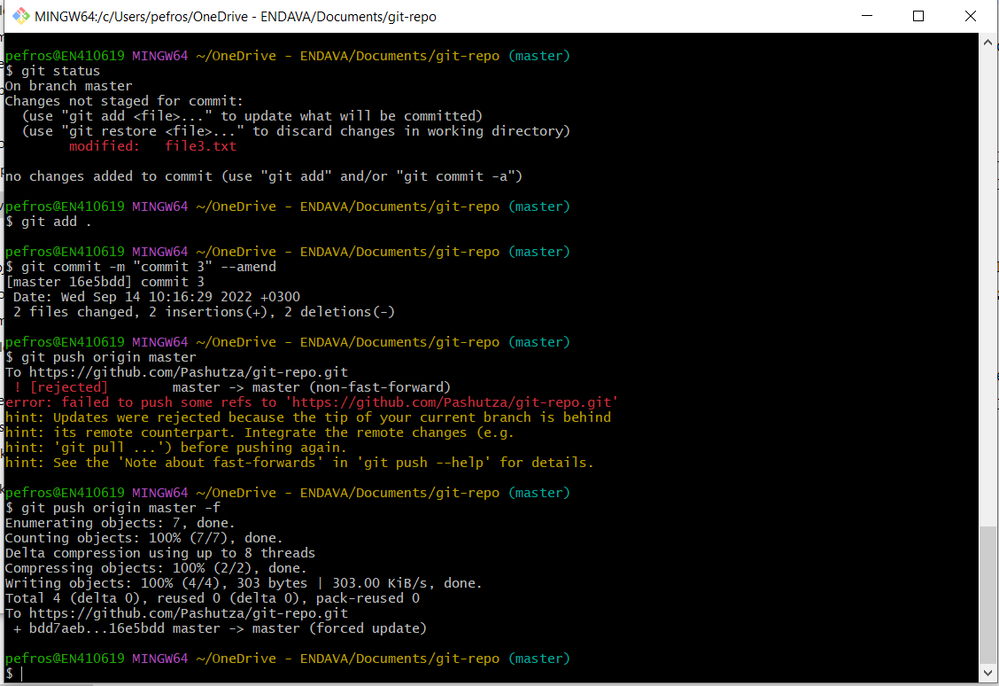 MINGW64:/c/Users/pefros/OneDrive - ENDAVA/Documents/git-repo
pefros@EN410619 MINGW64 ~/OneDrive - ENDAVA/Documents/git-repo (master)
$ git status
On branch master
Changes not staged for commit:
  (use "git add <file>..." to update what will be committed)
  (use "git restore <file>..." to discard changes in working directory)
        modified:   file3.txt
no changes added to commit (use "git add" and/or "git commit -a")
pefros@EN410619 MINGW64 ~/OneDrive - ENDAVA/Documents/git-repo (master)
$ git add .
pefros@EN410619 MINGW64 ~/OneDrive - ENDAVA/Documents/git-repo (master)
$ git commit -m "commit 3" --amend
[master 16e5bdd] commit 3
 Date: Wed Sep 14 10:16:29 2022 +0300
 2 files changed, 2 insertions(+), 2 deletions(-)
pefros@EN410619 MINGW64 ~/OneDrive - ENDAVA/Documents/git-repo (master)
$ git push origin master
To https://github.com/Pashutza/git-repo.git
 ! [rejected]        master -> master (non-fast-forward)
error: failed to push some refs to 'https://github.com/Pashutza/git-repo.git'
hint: Updates were rejected because the tip of your current branch is behind
hint: its remote counterpart. Integrate the remote changes (e.g.
hint: 'git pull ...') before pushing again.
hint: See the 'Note about fast-forwards' in 'git push --help' for details.
pefros@EN410619 MINGW64 ~/OneDrive - ENDAVA/Documents/git-repo (master)
$ git push origin master -f
Enumerating objects: 7, done.
Counting objects: 100% (7/7), done.
Delta compression using up to 8 threads
Compressing objects: 100% (2/2), done.
Writing objects: 100% (4/4), 303 bytes | 303.00 KiB/s, done.
Total 4 (delta 0), reused 0 (delta 0), pack-reused 0
To https://github.com/Pashutza/git-repo.git
 + bdd7aeb...16e5bdd master -> master (forced update)
pefros@EN410619 MINGW64 ~/OneDrive - ENDAVA/Documents/git-repo (master)
$